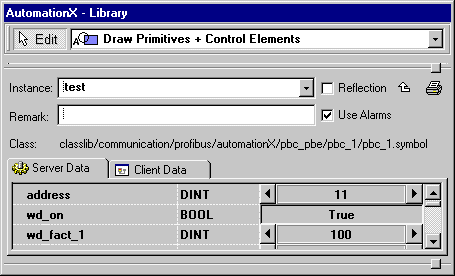 AutomationX - Library
Edit Draw Primitives + Control Elements
Instance: test Reflection
Remark: Use Alarms
Class: classlib/communication/profibus/automationX/pbc_pbe/pbc_1/pbc_1.symbol
Server Data Client Data
address DINT 11
wd_on BOOL True
wd_fact_1 DINT 100